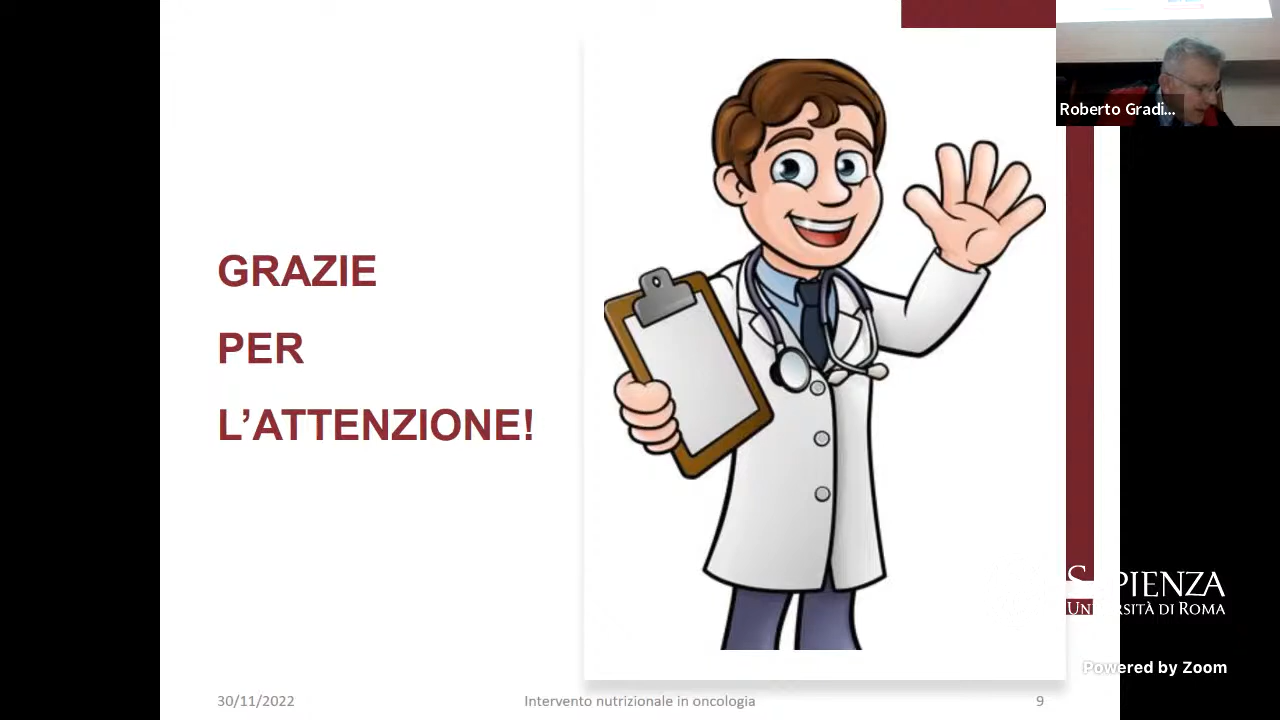 Roberto Gradi...
GRAZIE
PER
L’ATTENZIONE!
SAPIENZA
UNIVERSITÀ DI ROMA
Powered by Zoom
30/11/2022
Intervento nutrizionale in oncologia
9